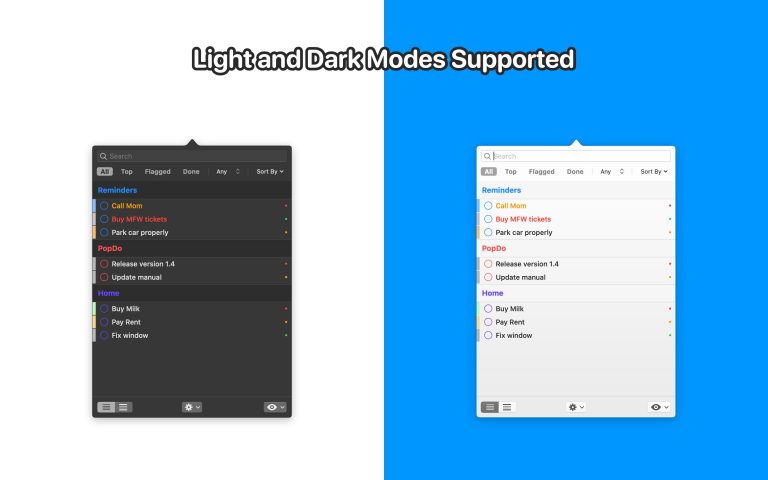 Light and Dark Modes Supported
Search
All Top Flagged Done Any Sort By
Reminders
Call Mom
Buy MFW tickets
Park car properly
PopDo
Release version 1.4
Update manual
Home
Buy Milk
Pay Rent
Fix window
Search
All Top Flagged Done Any Sort By
Reminders
Call Mom
Buy MFW tickets
Park car properly
PopDo
Release version 1.4
Update manual
Home
Buy Milk
Pay Rent
Fix window